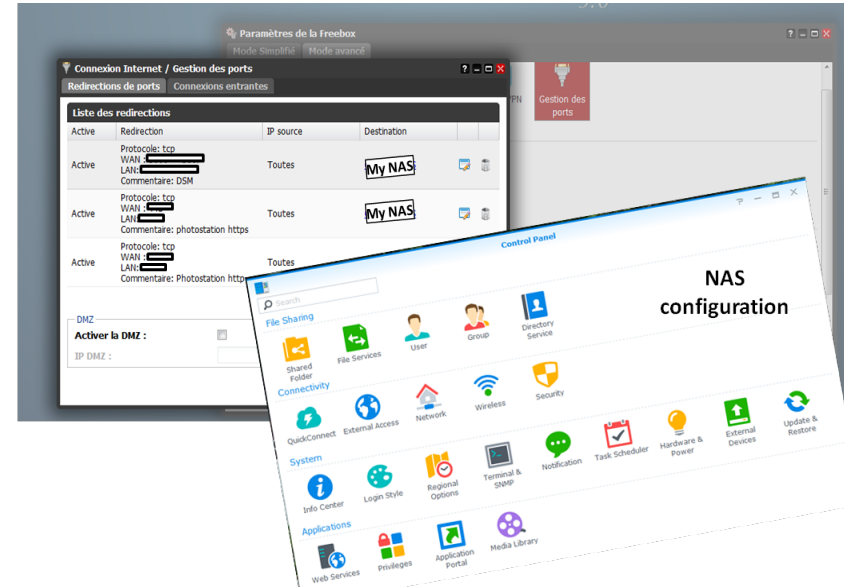 Paramètres de la Freebox
Mode Simplifié Mode avancé
Connexion Internet / Gestion des ports
Redirections de ports Connexions entrantes
VPN
Gestion des
ports
Liste des redirections
Active Redirection IP source Destination
Protocole: tcp
WAN :
LAN:
Commentaire: DSM
Active Toutes My NAS
Protocole: tcp
WAN :
LAN:
Commentaire: photostation https
Active Toutes My NAS
Protocole: tcp
WAN :
LAN:
Commentaire: Photostation http
Active Toutes
DMZ
Activer la DMZ :
IP DMZ :
Control Panel
NAS
configuration
Search
File Sharing
Shared
Folder
File Services
User
Group
Directory
Service
Connectivity
QuickConnect
External Access
Network
Wireless
Security
System
Info Center
Login Style
Regional
Options
Terminal &
SNMP
Notification
Task Scheduler
Hardware &
Power
External
Devices
Update &
Restore
Applications
Web Services
Privileges
Application
Portal
Media Library